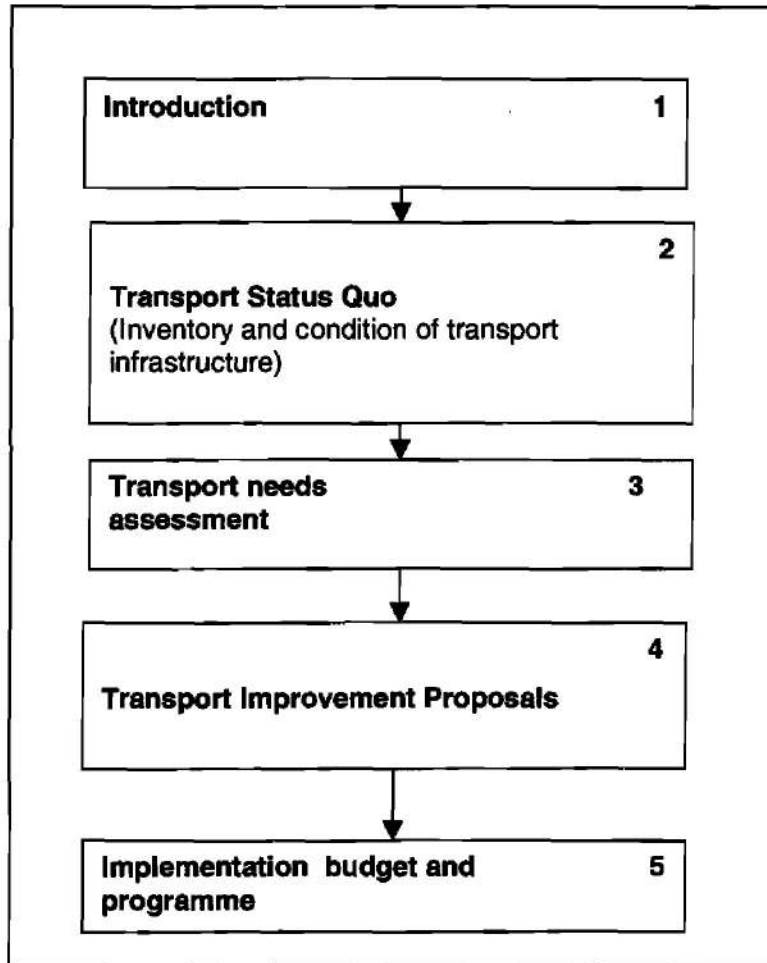 Introduction 1
2
Transport Status Quo
(Inventory and condition of transport
infrastructure)
Transport needs 3
assessment
4
Transport Improvement Proposals
Implementation budget and 5
programme